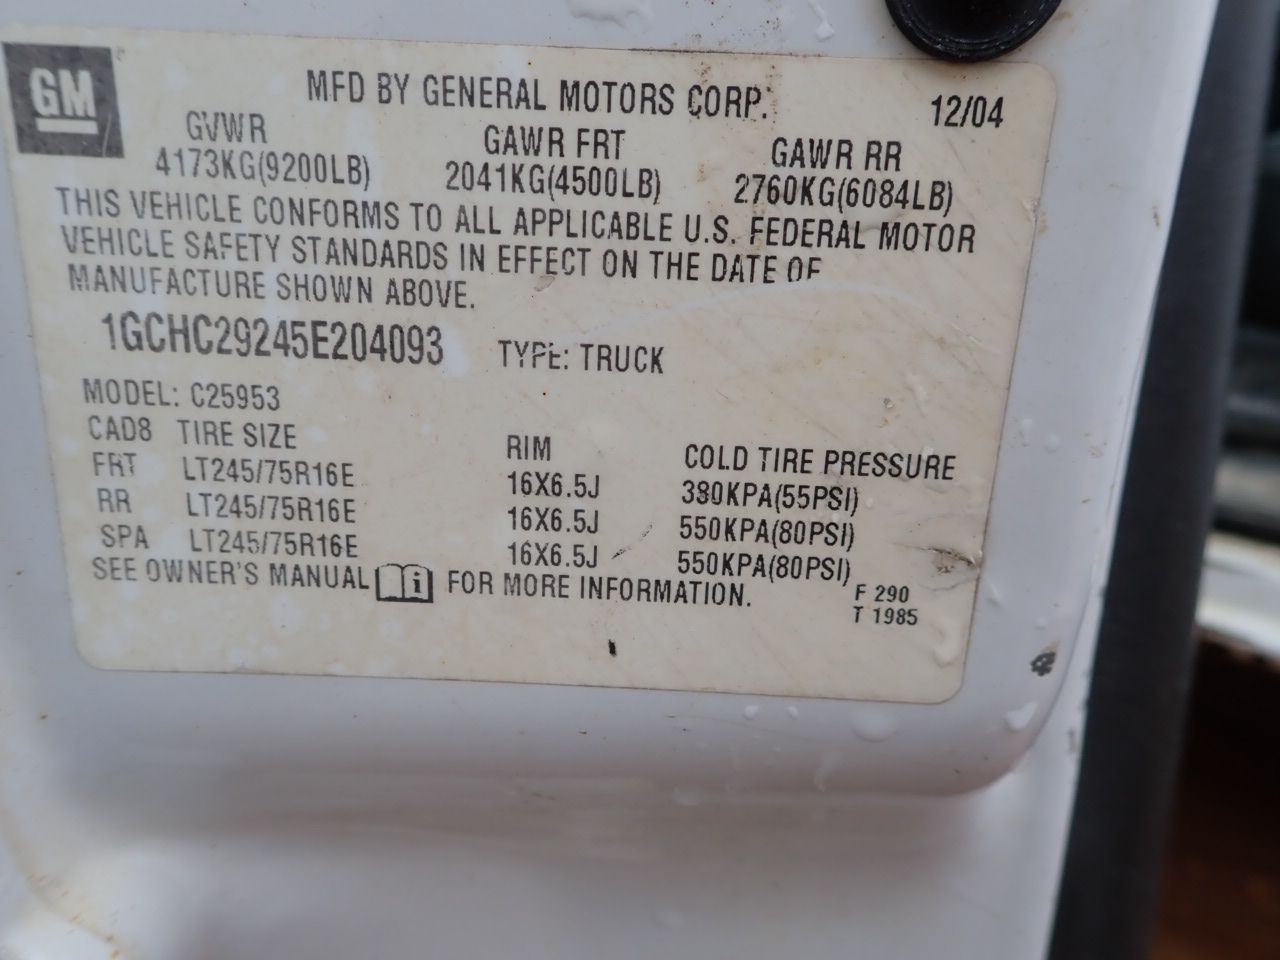 GM
MFD BY GENERAL MOTORS CORP. 12/04
GVWR GAWR FRT GAWR RR
4173KG(9200LB) 2041KG(4500LB) 2760KG(6084LB)
THIS VEHICLE CONFORMS TO ALL APPLICABLE U.S. FEDERAL MOTOR
VEHICLE SAFETY STANDARDS IN EFFECT ON THE DATE OF
MANUFACTURE SHOWN ABOVE.
1GCHC29245E204093 TYPE: TRUCK
MODEL: C25953
CAD8 TIRE SIZE RIM COLD TIRE PRESSURE
FRT LT245/75R16E 16X6.5J 380KPA(55PSI)
RR LT245/75R16E 16X6.5J 550KPA(80PSI)
SPA LT245/75R16E 16X6.5J 550KPA(80PSI)
SEE OWNER'S MANUAL i FOR MORE INFORMATION.
F 290
T 1985